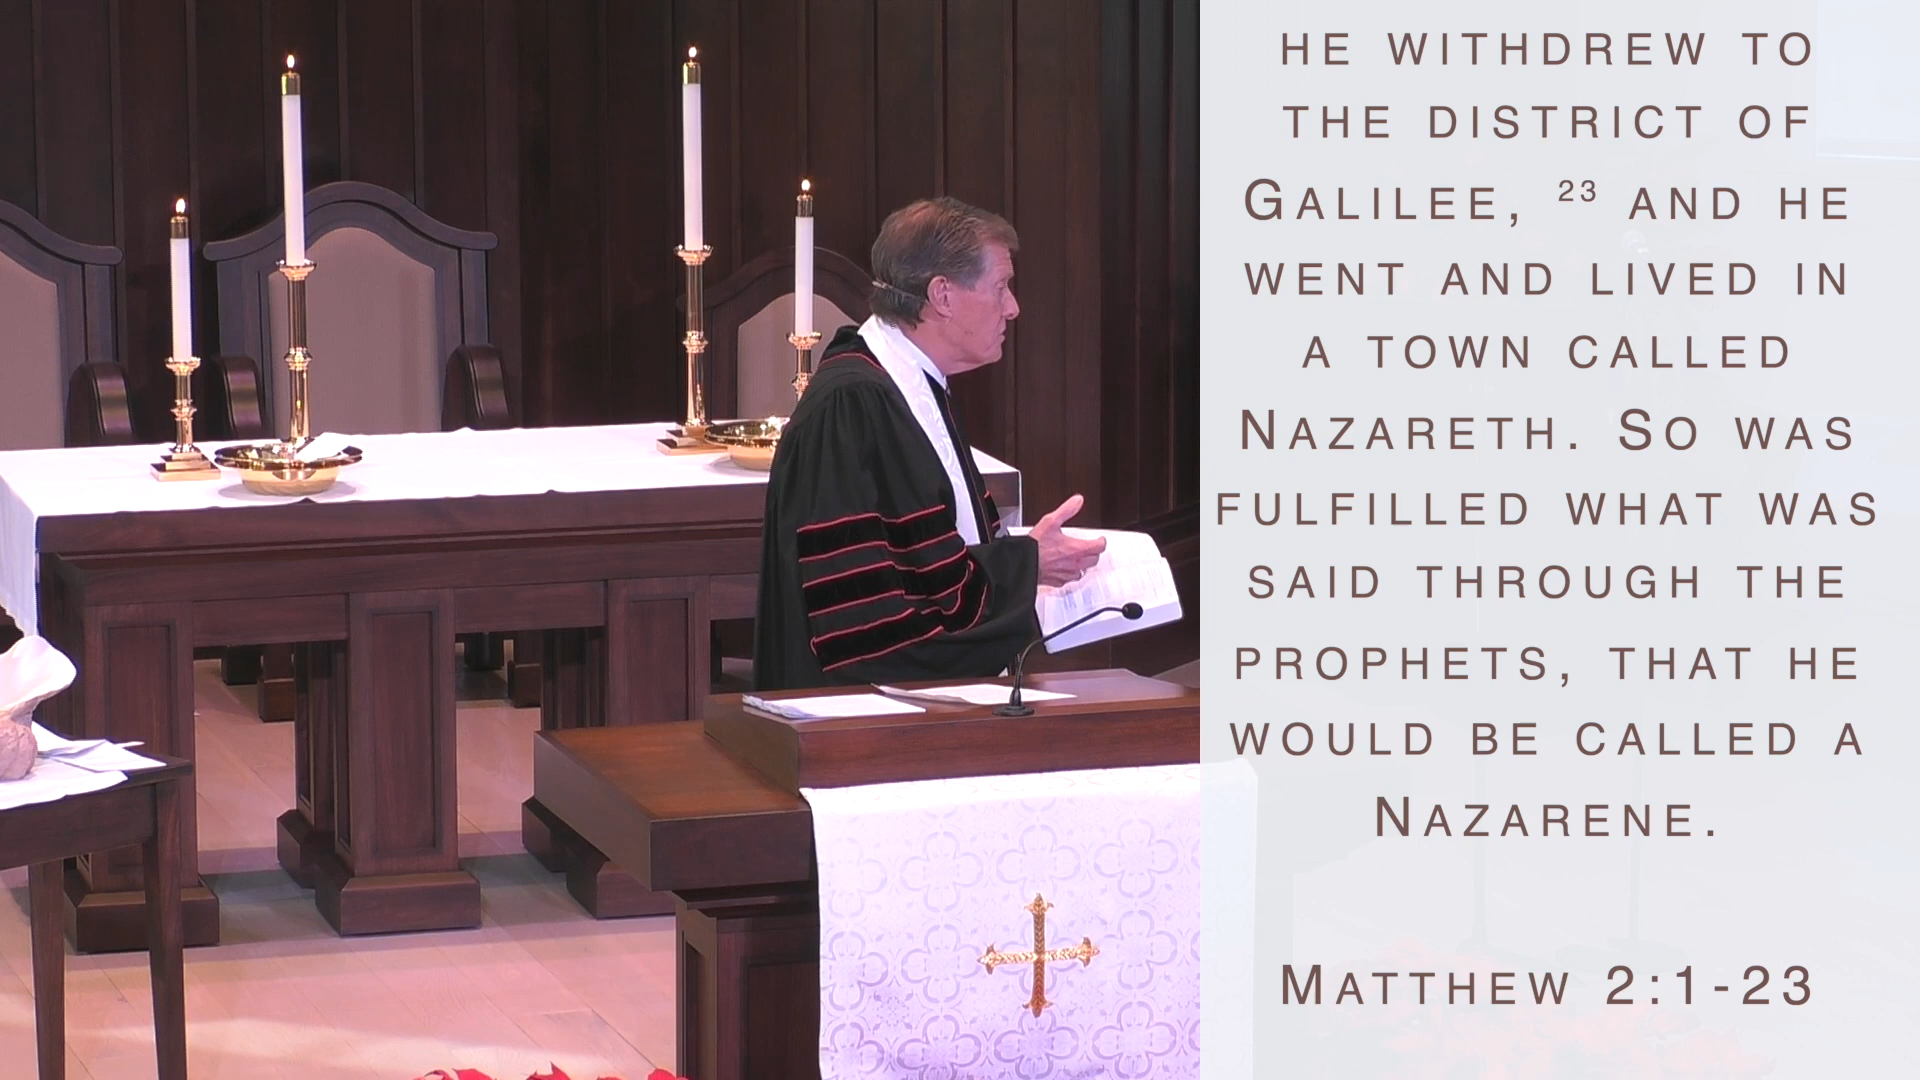 HE WITHDREW TO
THE DISTRICT OF
GALILEE, 23 AND HE
WENT AND LIVED IN
A TOWN CALLED
NAZARETH. SO WAS
FULFILLED WHAT WAS
SAID THROUGH THE
PROPHETS, THAT HE
WOULD BE CALLED A
NAZARENE.
MATTHEW 2:1-23